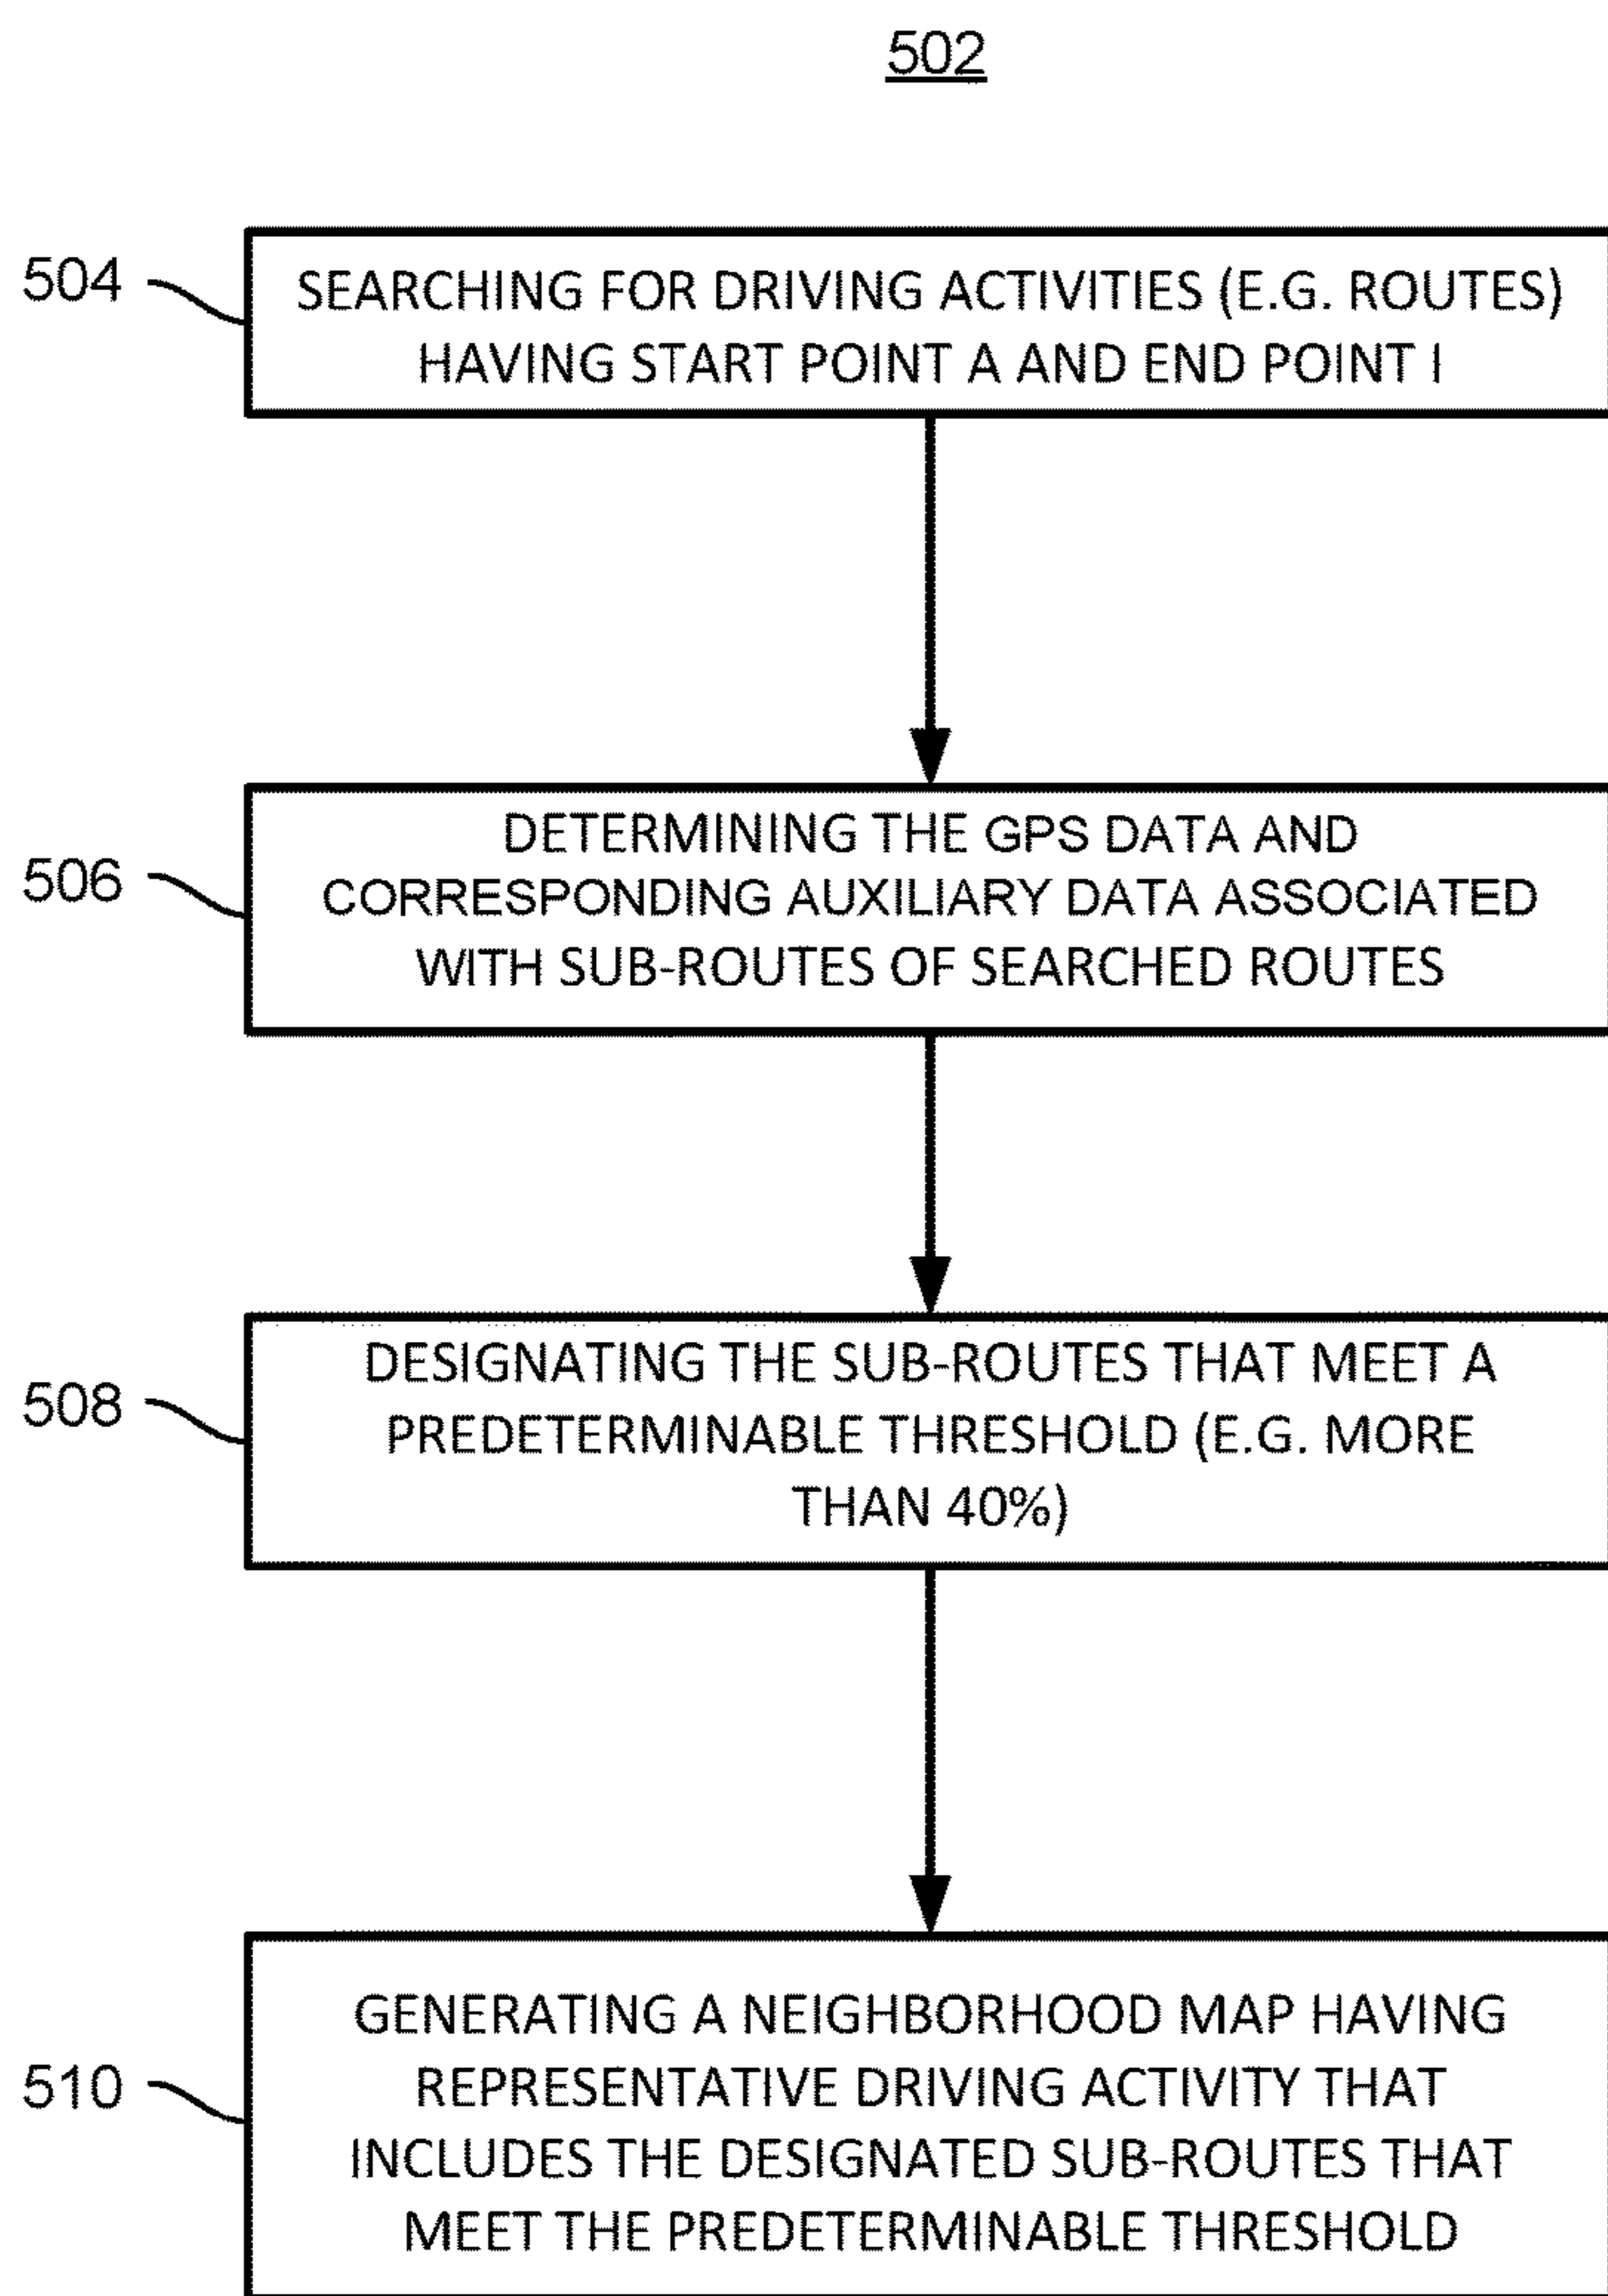 502
504
SEARCHING FOR DRIVING ACTIVITIES (E.G. ROUTES)
HAVING START POINT A AND END POINT I
506
DETERMINING THE GPS DATA AND
CORRESPONDING AUXILIARY DATA ASSOCIATED
WITH SUB-ROUTES OF SEARCHED ROUTES
508
DESIGNATING THE SUB-ROUTES THAT MEET A
PREDETERMINABLE THRESHOLD (E.G. MORE
THAN 40%)
510
GENERATING A NEIGHBORHOOD MAP HAVING
REPRESENTATIVE DRIVING ACTIVITY THAT
INCLUDES THE DESIGNATED SUB-ROUTES THAT
MEET THE PREDETERMINABLE THRESHOLD